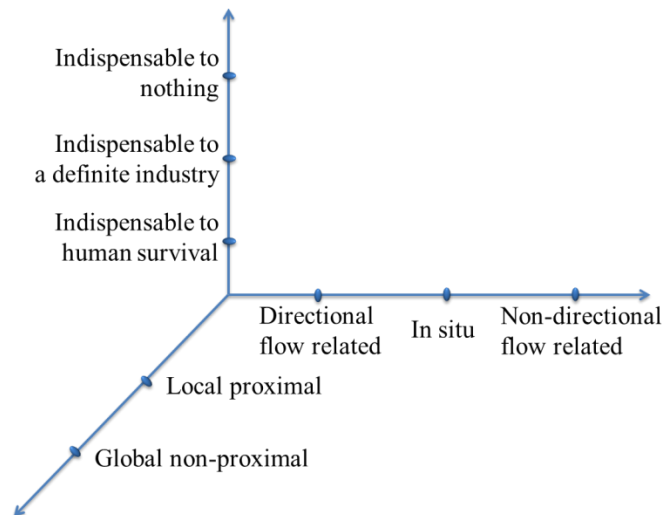 Indispensable to
nothing
Indispensable to
a definite industry
Indispensable to
human survival
Directional
flow related
In situ
Non-directional
flow related
Local proximal
Global non-proximal